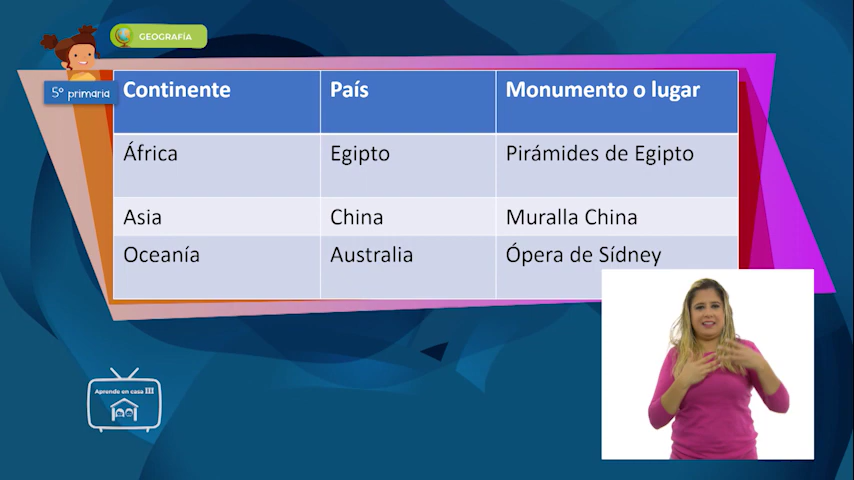 GEOGRAFÍA
5º primaria
Continente País Monumento o lugar
África Egipto Pirámides de Egipto
Asia China Muralla China
Oceanía Australia Ópera de Sídney
Aprende en casa III